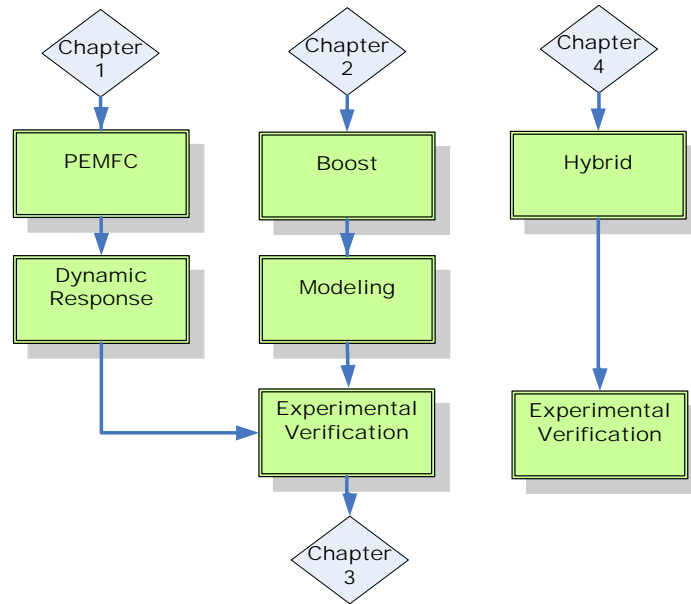 Chapter
1
Chapter
2
Chapter
4
PEMFC
Boost
Hybrid
Dynamic
Response
Modeling
Experimental
Verification
Experimental
Verification
Chapter
3